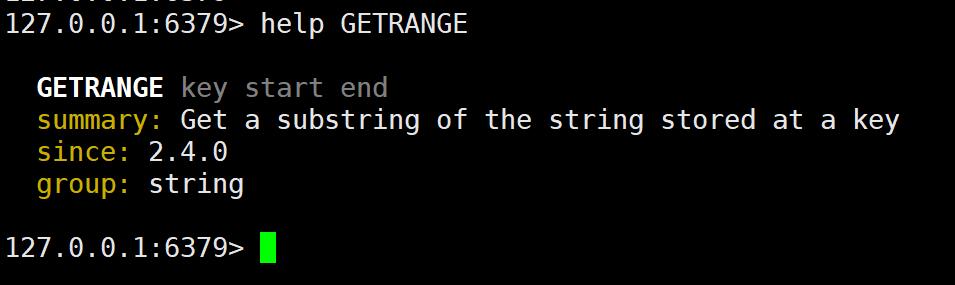 127.0.0.1:6379> help GETRANGE
GETRANGE key start end
summary: Get a substring of the string stored at a key
since: 2.4.0
group: string
127.0.0.1:6379>